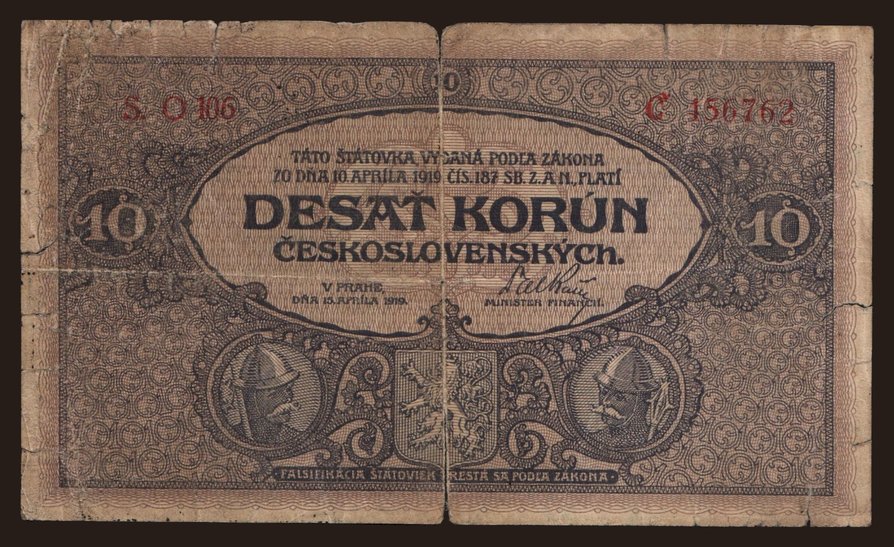 10
S. O 106
C 156762
TÁTO ŠTÁTOVKA, VYDANÁ PODĽA ZÁKONA
ZO DŇA 10. APRÍLA 1919 ČÍS. 187 SB. Z. A N., PLATÍ
10
DESAŤ KORÚN
10
ČESKOSLOVENSKÝCH.
V PRAHE,
DŇA 15. APRÍLA 1919.
MINISTER FINANCIÍ.
FALSIFIKÁCIA ŠTÁTOVIEK TRESTÁ SA PODĽA ZÁKONA